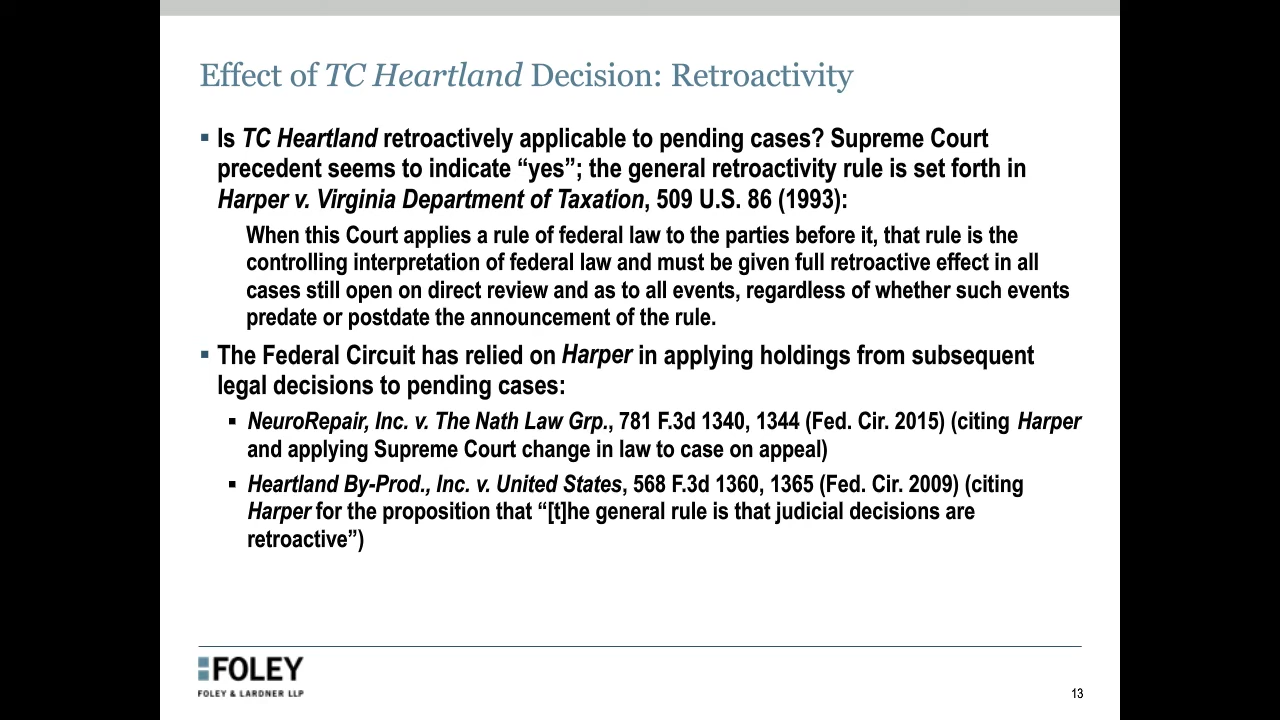 Effect of TC Heartland Decision: Retroactivity
▪ Is TC Heartland retroactively applicable to pending cases? Supreme Court
precedent seems to indicate “yes”; the general retroactivity rule is set forth in
Harper v. Virginia Department of Taxation, 509 U.S. 86 (1993):
When this Court applies a rule of federal law to the parties before it, that rule is the
controlling interpretation of federal law and must be given full retroactive effect in all
cases still open on direct review and as to all events, regardless of whether such events
predate or postdate the announcement of the rule.
▪ The Federal Circuit has relied on Harper in applying holdings from subsequent
legal decisions to pending cases:
▪ NeuroRepair, Inc. v. The Nath Law Grp., 781 F.3d 1340, 1344 (Fed. Cir. 2015) (citing Harper
and applying Supreme Court change in law to case on appeal)
▪ Heartland By-Prod., Inc. v. United States, 568 F.3d 1360, 1365 (Fed. Cir. 2009) (citing
Harper for the proposition that “[t]he general rule is that judicial decisions are
retroactive”)
FOLEY
FOLEY & LARDNER LLP
13